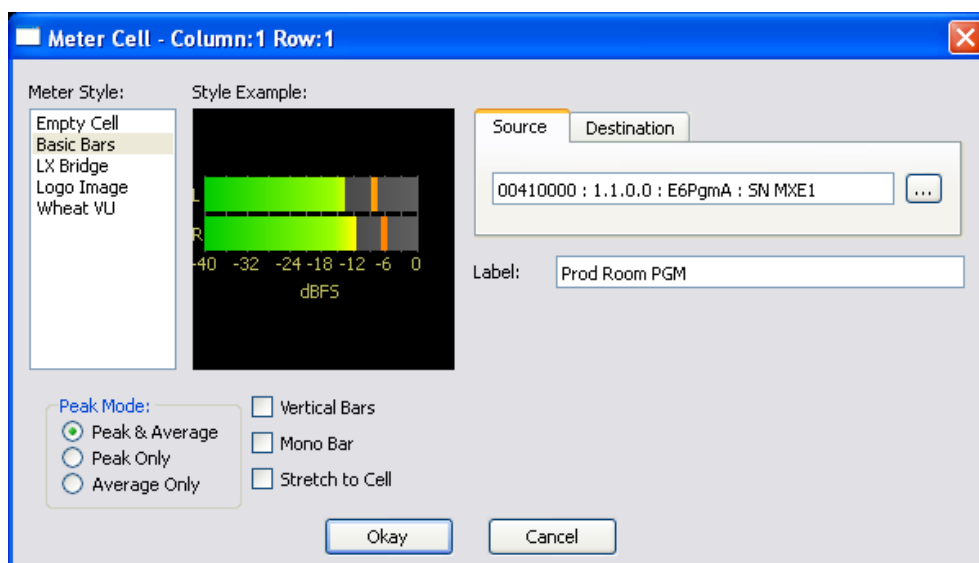 Meter Cell - Column:1 Row:1
Meter Style:
Style Example:
Empty Cell
Basic Bars
LX Bridge
Logo Image
Wheat VU
L
R
-40 -32 -24 -18 -12 -6 0
dBFS
Source
Destination
00410000 : 1.1.0.0 : E6PgmA : SN MXE1
...
Label:
Prod Room PGM
Peak Mode:
Peak & Average
Peak Only
Average Only
Vertical Bars
Mono Bar
Stretch to Cell
Okay
Cancel